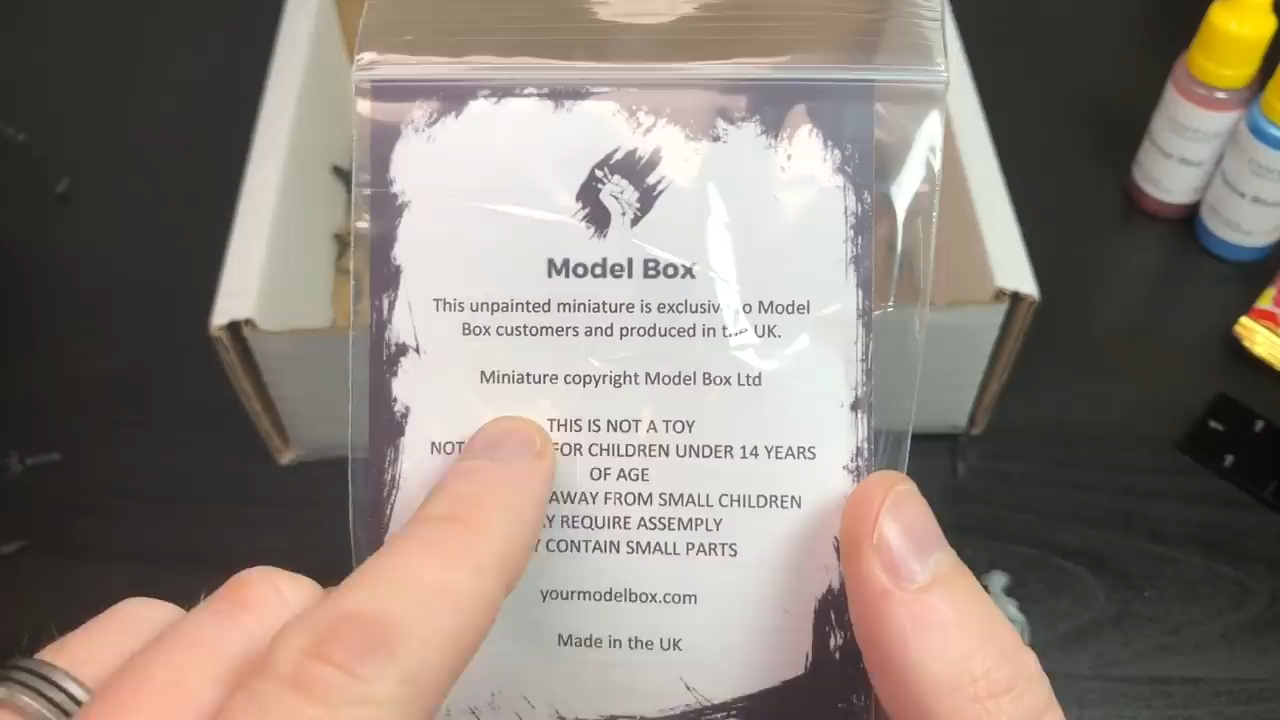 Model Box
This unpainted miniature is exclusive to Model
Box customers and produced in the UK.
Miniature copyright Model Box Ltd
THIS IS NOT A TOY
NOT FOR CHILDREN UNDER 14 YEARS
OF AGE
AWAY FROM SMALL CHILDREN
REQUIRE ASSEMPLY
CONTAIN SMALL PARTS
yourmodelbox.com
Made in the UK